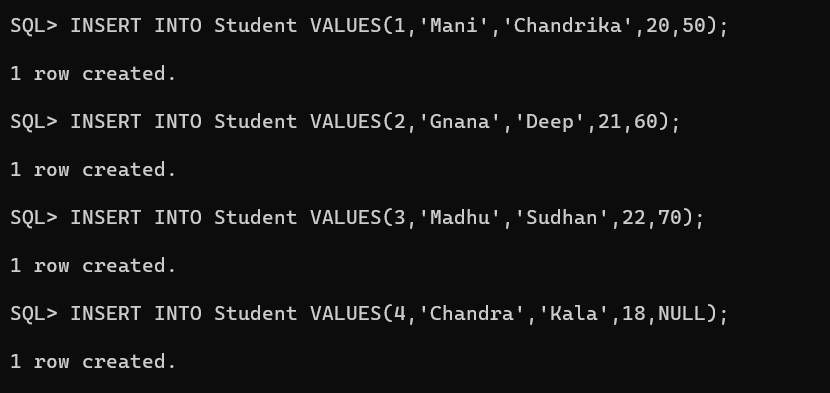 SQL> INSERT INTO Student VALUES(1,'Mani','Chandrika',20,50);
1 row created.
SQL> INSERT INTO Student VALUES(2,'Gnana','Deep',21,60);
1 row created.
SQL> INSERT INTO Student VALUES(3,'Madhu','Sudhan',22,70);
1 row created.
SQL> INSERT INTO Student VALUES(4,'Chandra','Kala',18,NULL);
1 row created.